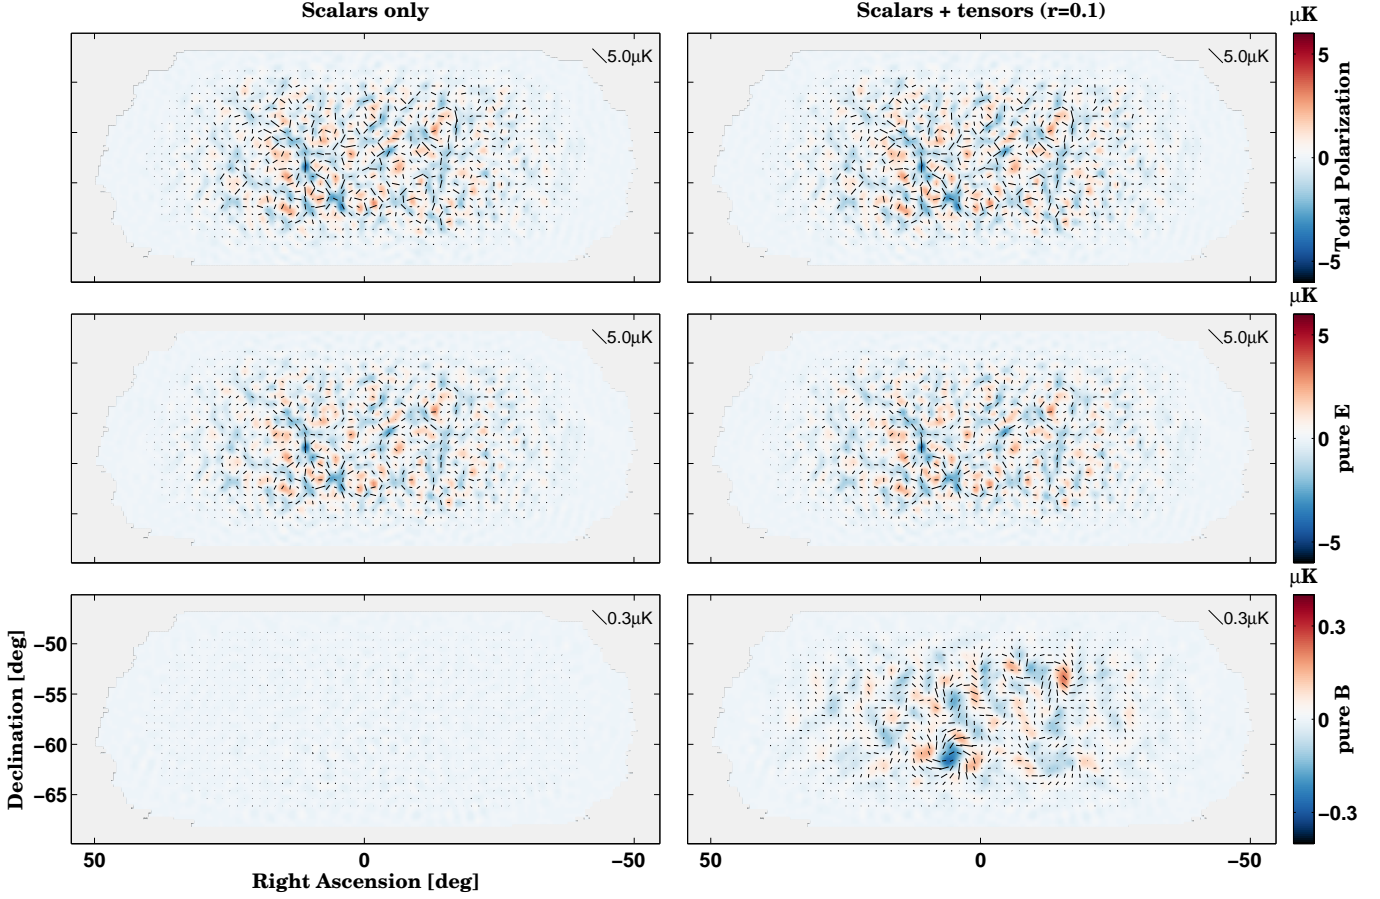 Scalars only
Scalars + tensors (r=0.1)
μK
5.0μK
5.0μK
5
0
−5
Total Polarization
μK
5.0μK
5.0μK
5
0
−5
pure E
μK
0.3μK
0.3μK
0.3
0
−0.3
pure B
Declination [deg]
−50
−55
−60
−65
50
0
−50
50
0
−50
Right Ascension [deg]